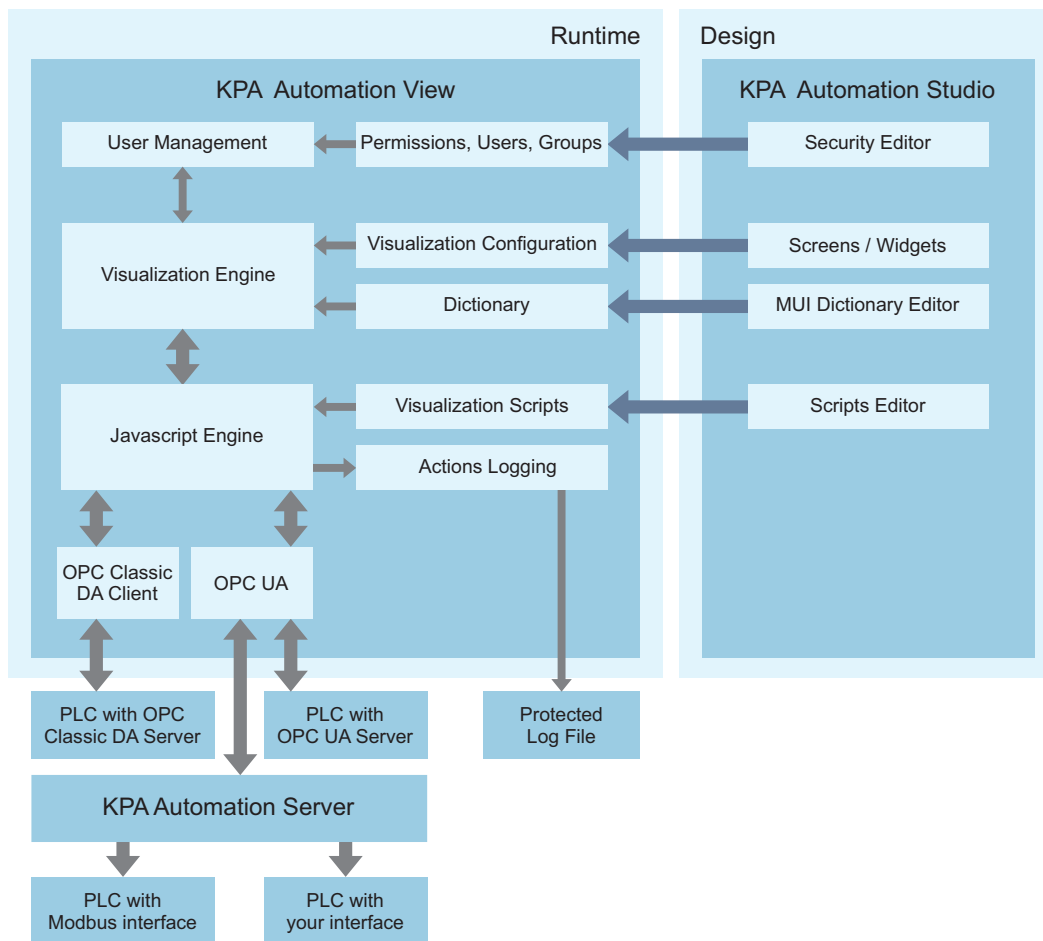 Runtime
Design
KPA Automation View
KPA Automation Studio
User Management
Permissions, Users, Groups
Security Editor
Visualization Engine
Visualization Configuration
Screens / Widgets
Dictionary
MUI Dictionary Editor
Javascript Engine
Visualization Scripts
Scripts Editor
Actions Logging
OPC Classic
DA Client
OPC UA
PLC with OPC
Classic DA Server
PLC with
OPC UA Server
Protected
Log File
KPA Automation Server
PLC with
Modbus interface
PLC with
your interface